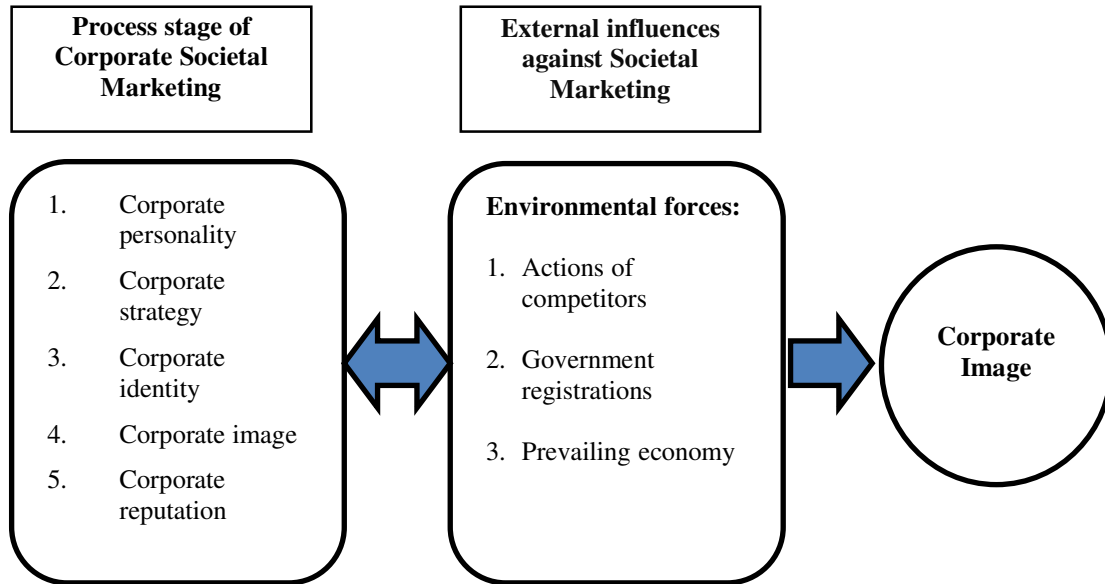 Process stage of
Corporate Societal
Marketing
External influences
against Societal
Marketing
1. Corporate
personality
2. Corporate
strategy
3. Corporate
identity
4. Corporate image
5. Corporate
reputation
Environmental forces:
1. Actions of
competitors
2. Government
registrations
3. Prevailing economy
Corporate
Image